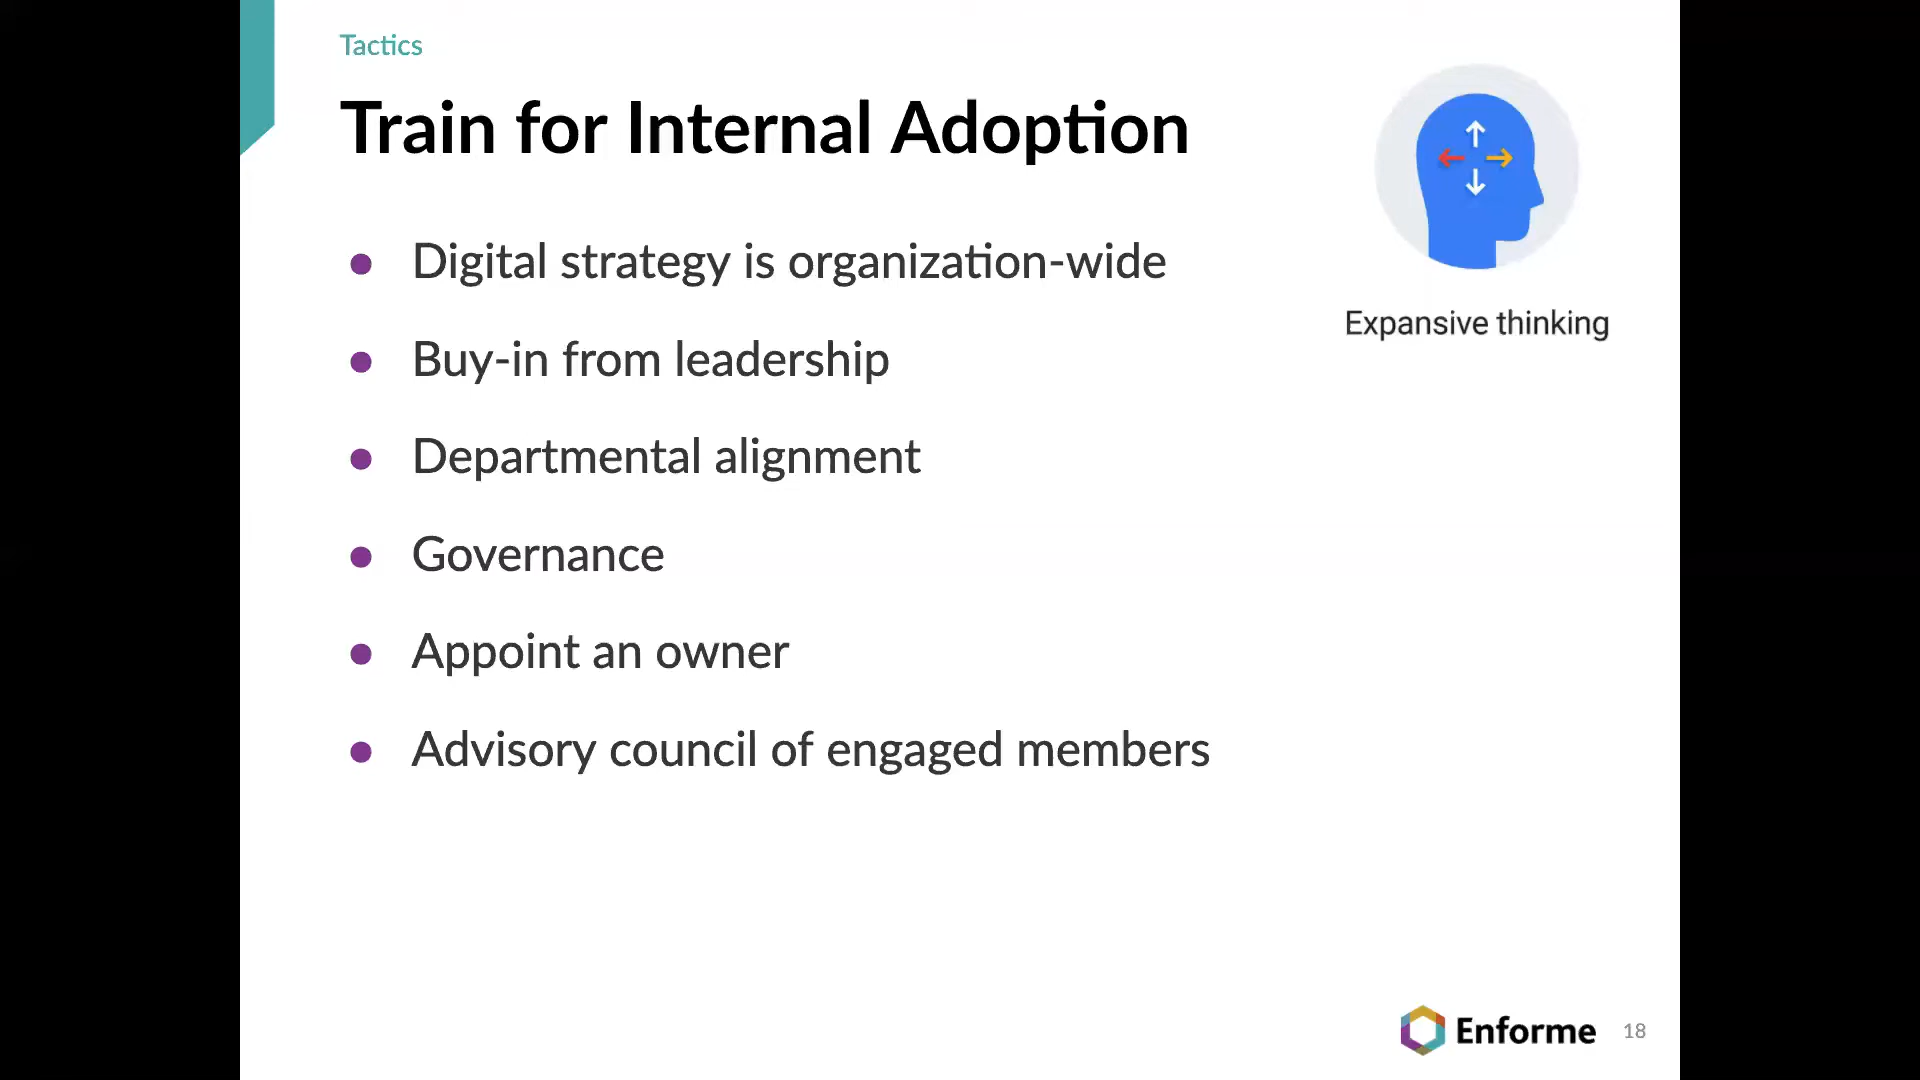 Tactics
Train for Internal Adoption
Expansive thinking
● Digital strategy is organization-wide
● Buy-in from leadership
● Departmental alignment
● Governance
● Appoint an owner
● Advisory council of engaged members
Enforme 18